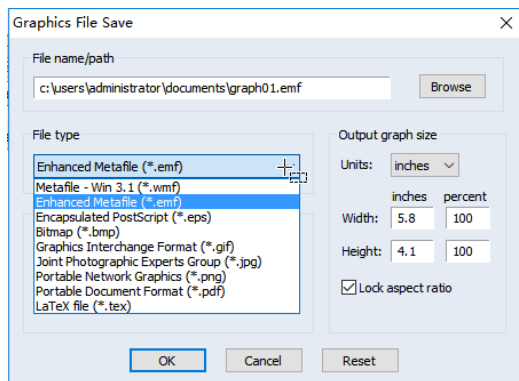 Graphics File Save
File name/path
c:\users\administrator\documents\graph01.emf
Browse
File type
Enhanced Metafile (*.emf)
Metafile - Win 3.1 (*.wmf)
Enhanced Metafile (*.emf)
Encapsulated PostScript (*.eps)
Bitmap (*.bmp)
Graphics Interchange Format (*.gif)
Joint Photographic Experts Group (*.jpg)
Portable Network Graphics (*.png)
Portable Document Format (*.pdf)
LaTeX file (*.tex)
Output graph size
Units: inches
inches percent
Width: 5.8 100
Height: 4.1 100
Lock aspect ratio
OK Cancel Reset